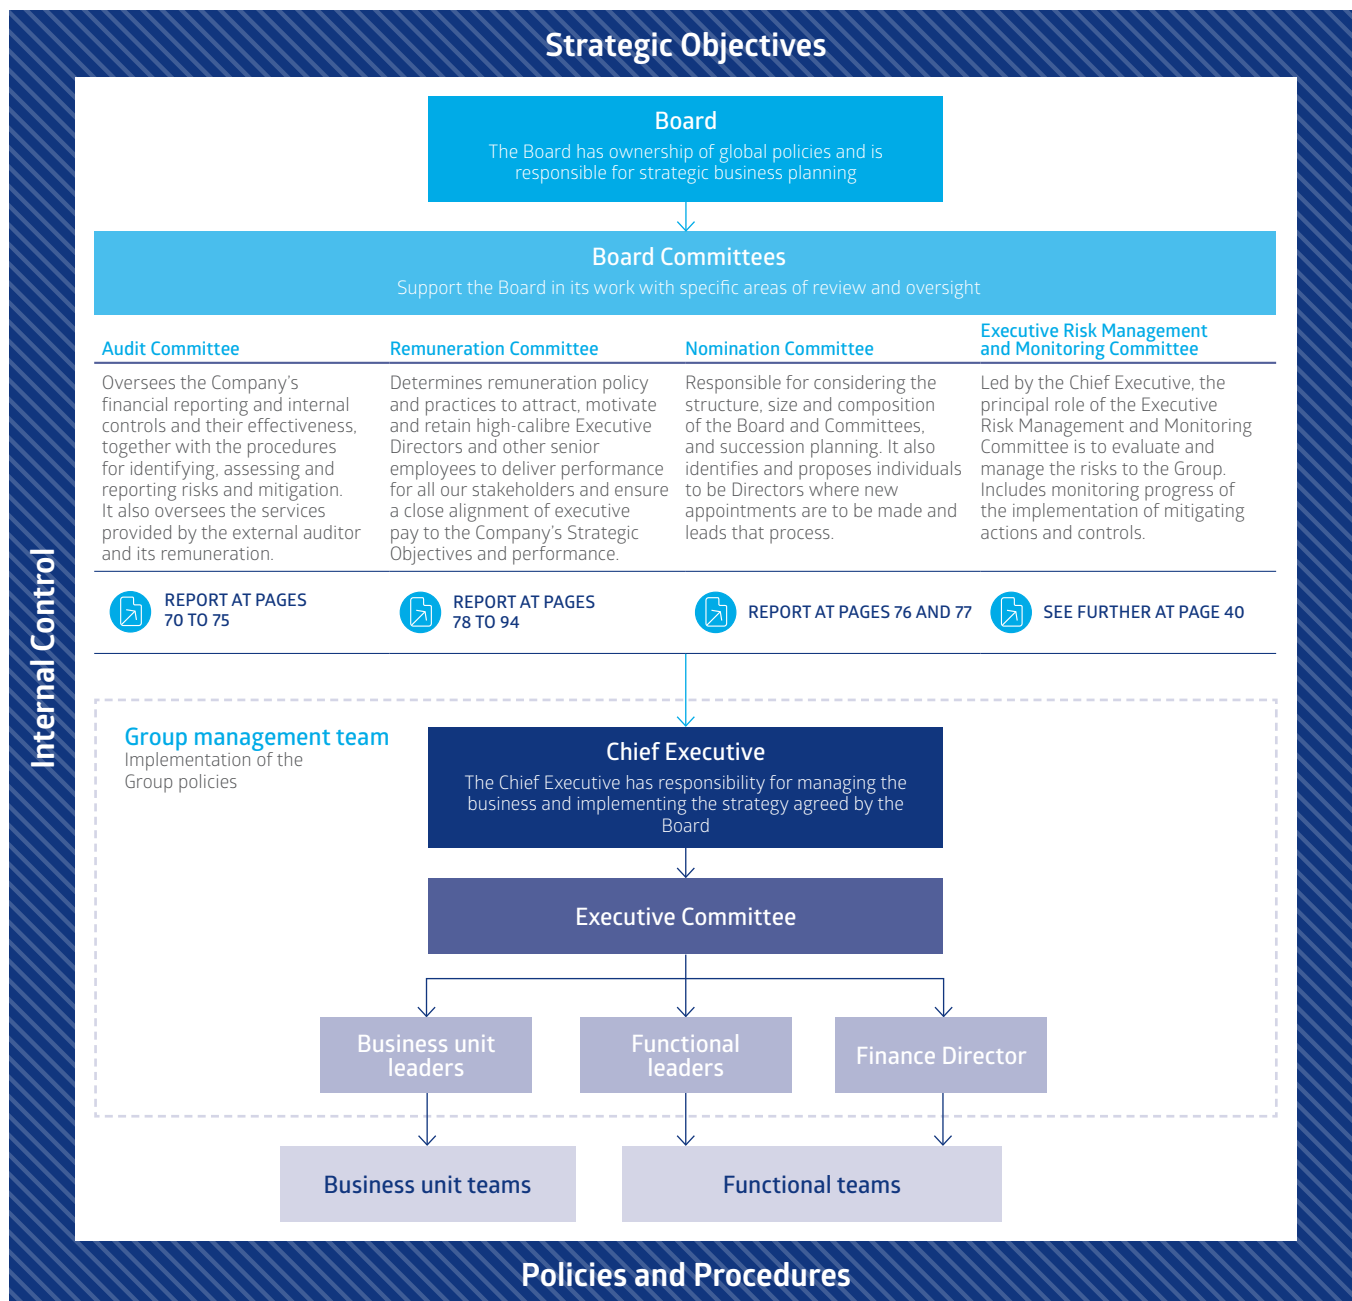 Strategic Objectives
Board
The Board has ownership of global policies and is
responsible for strategic business planning
Board Committees
Support the Board in its work with specific areas of review and oversight
Audit Committee
Oversees the Company's
financial reporting and internal
controls and their effectiveness,
together with the procedures
for identifying, assessing and
reporting risks and mitigation.
It also oversees the services
provided by the external auditor
and its remuneration.
REPORT AT PAGES
70 TO 75
Remuneration Committee
Determines remuneration policy
and practices to attract, motivate
and retain high-calibre Executive
Directors and other senior
employees to deliver performance
for all our stakeholders and ensure
a close alignment of executive
pay to the Company's Strategic
Objectives and performance.
REPORT AT PAGES
78 TO 94
Nomination Committee
Responsible for considering the
structure, size and composition
of the Board and Committees,
and succession planning. It also
identifies and proposes individuals
to be Directors where new
appointments are to be made and
leads that process.
REPORT AT PAGES 76 AND 77
Executive Risk Management
and Monitoring Committee
Led by the Chief Executive, the
principal role of the Executive
Risk Management and Monitoring
Committee is to evaluate and
manage the risks to the Group.
Includes monitoring progress of
the implementation of mitigating
actions and controls.
SEE FURTHER AT PAGE 40
Internal Control
Group management team
Implementation of the
Group policies
Chief Executive
The Chief Executive has responsibility for managing the
business and implementing the strategy agreed by the
Board
Executive Committee
Business unit
leaders
Functional
leaders
Finance Director
Business unit teams
Functional teams
Policies and Procedures